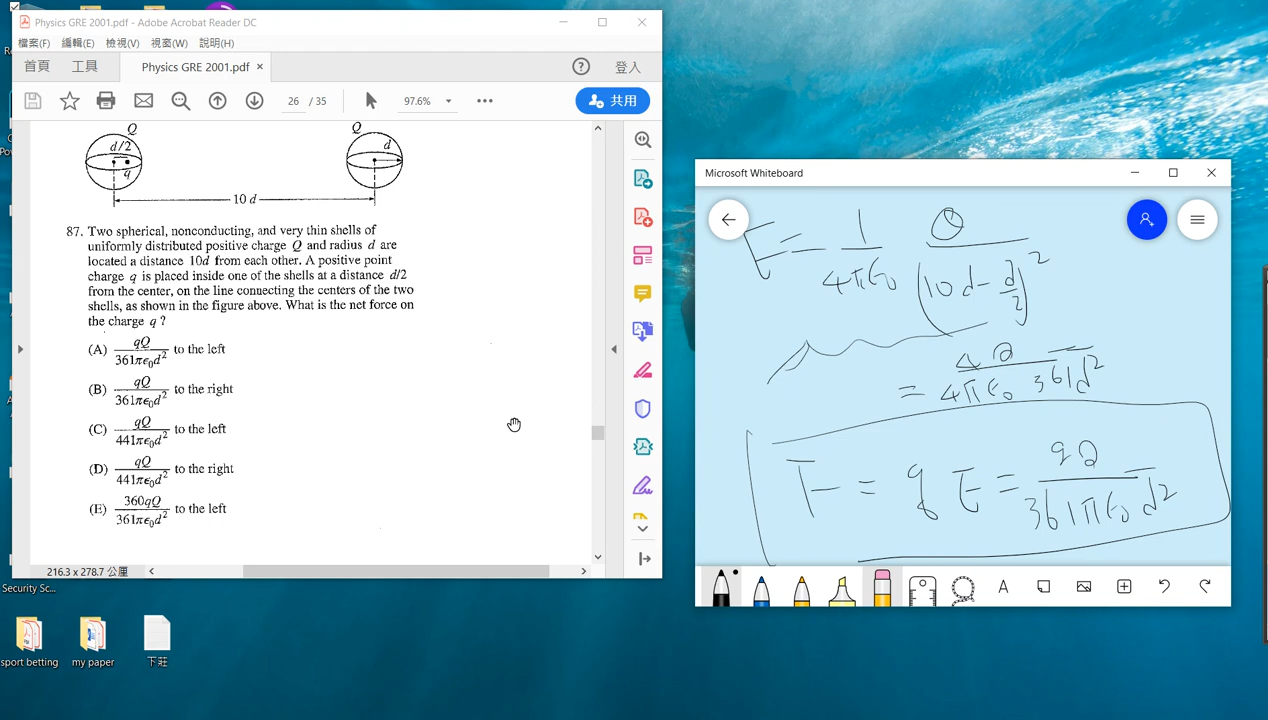 Physics GRE 2001.pdf - Adobe Acrobat Reader DC
檔案(F) 編輯(E) 檢視(V) 視窗(W) 說明(H)
首頁 工具 Physics GRE 2001.pdf × ? 登入
26 / 35 97.6% 共用
Q Q
d/2 d
q
10 d
87. Two spherical, nonconducting, and very thin shells of
uniformly distributed positive charge Q and radius d are
located a distance 10d from each other. A positive point
charge q is placed inside one of the shells at a distance d/2
from the center, on the line connecting the centers of the two
shells, as shown in the figure above. What is the net force on
the charge q ?
(A) qQ/361πϵ₀d² to the left
(B) qQ/361πϵ₀d² to the right
(C) qQ/441πϵ₀d² to the left
(D) qQ/441πϵ₀d² to the right
(E) 360qQ/361πϵ₀d² to the left
216.3 x 278.7 公厘
Microsoft Whiteboard
E = 1/4πϵ₀ Q/(10d - d/2)²
= 4Q/4πϵ₀ 361d²
F = qE = qQ/361πϵ₀d²
A
Security Sc...
sport betting my paper 下莊